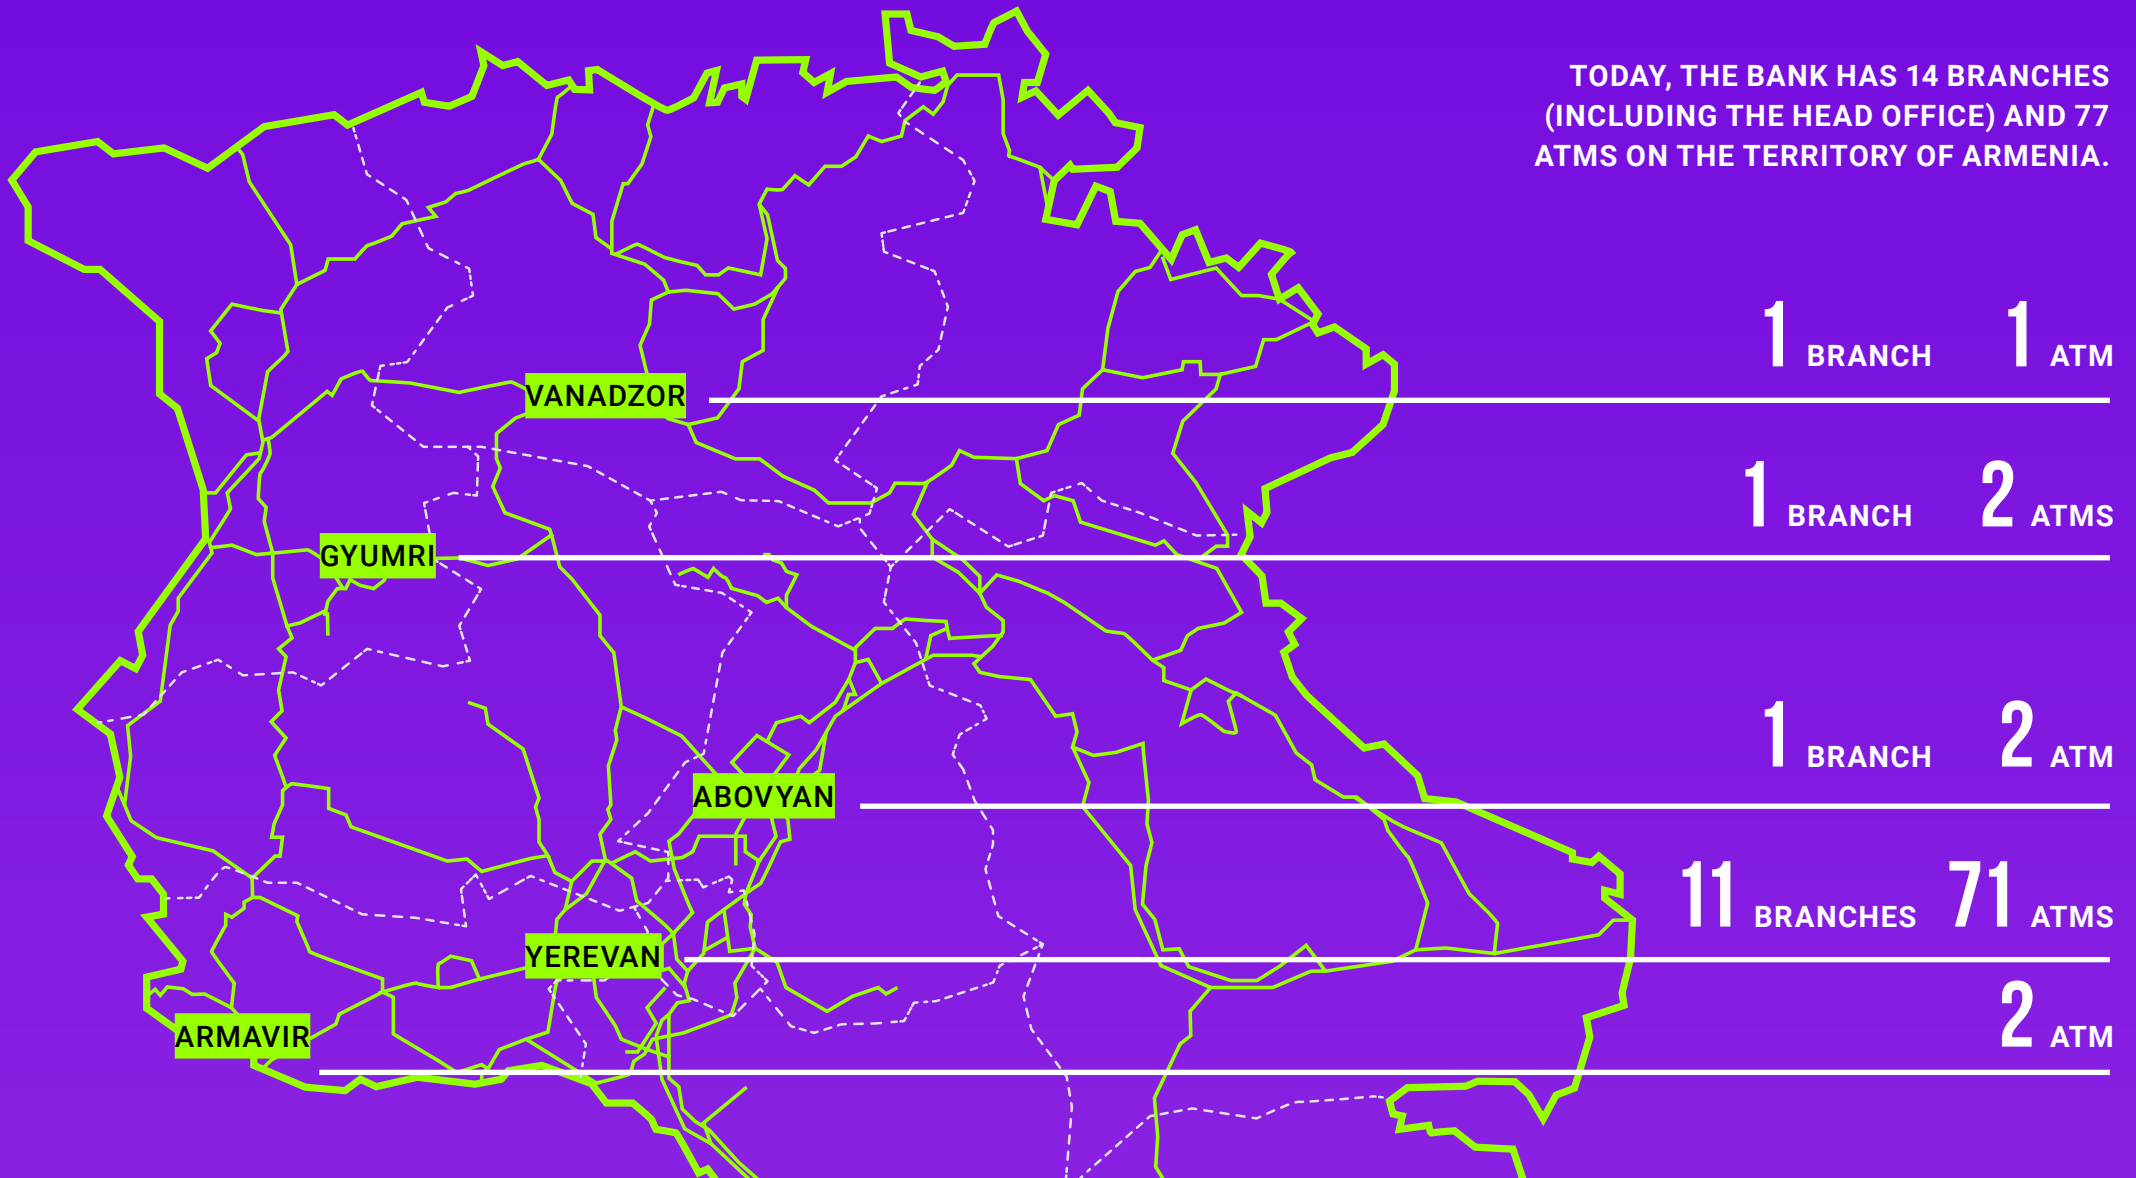 TODAY, THE BANK HAS 14 BRANCHES
(INCLUDING THE HEAD OFFICE) AND 77
ATMS ON THE TERRITORY OF ARMENIA.
VANADZOR 1 BRANCH 1 ATM
GYUMRI 1 BRANCH 2 ATMS
ABOVYAN 1 BRANCH 2 ATM
YEREVAN 11 BRANCHES 71 ATMS
ARMAVIR 2 ATM